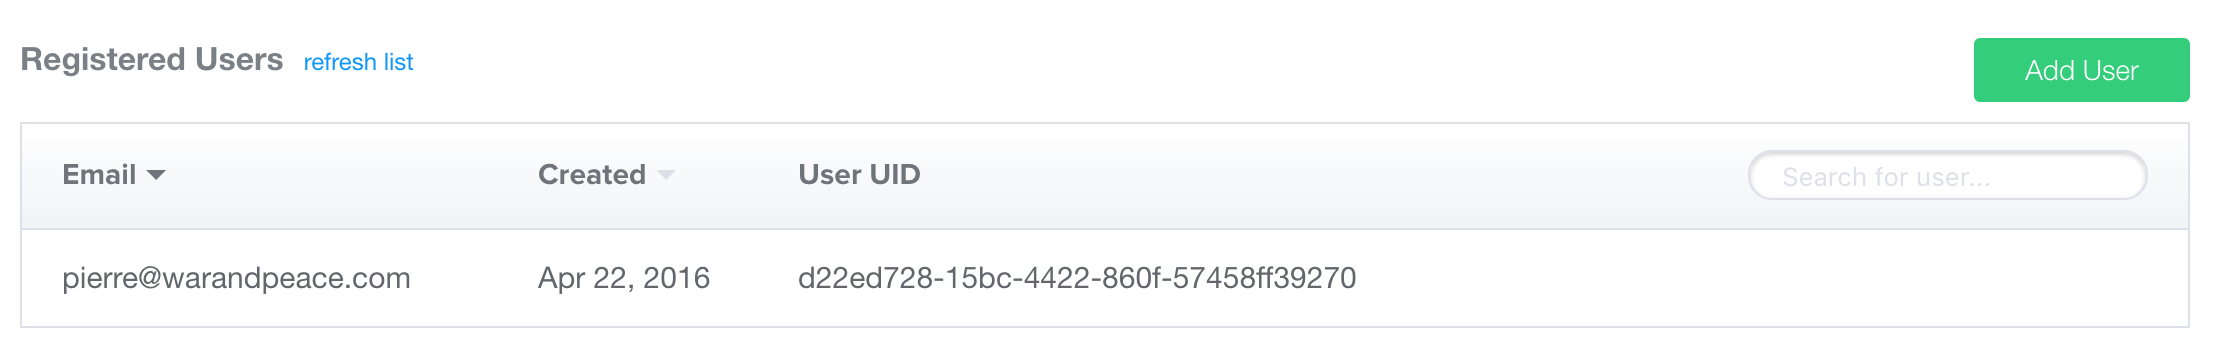 Registered Users refresh list Add User
Email Created User UID Search for user...
pierre@warandpeace.com Apr 22, 2016 d22ed728-15bc-4422-860f-57458ff39270